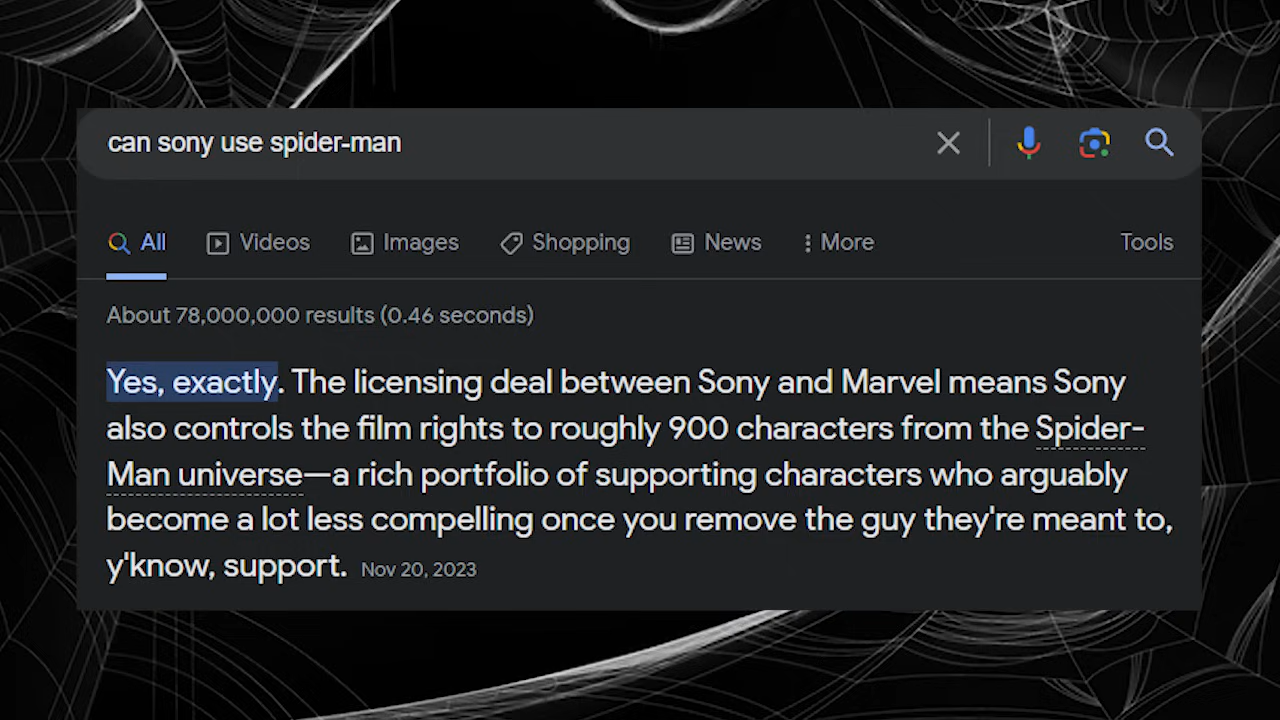 can sony use spider-man
All Videos Images Shopping News More Tools
About 78,000,000 results (0.46 seconds)
Yes, exactly. The licensing deal between Sony and Marvel means Sony
also controls the film rights to roughly 900 characters from the Spider-
Man universe—a rich portfolio of supporting characters who arguably
become a lot less compelling once you remove the guy they're meant to,
y'know, support. Nov 20, 2023